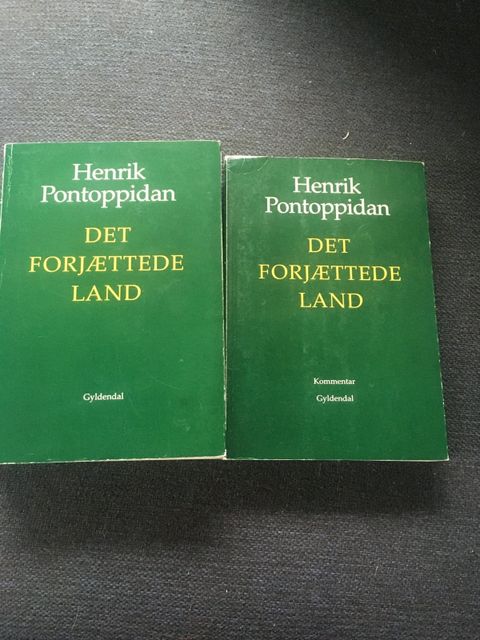 Henrik
Pontoppidan
DET
FORJÆTTEDE
LAND
Gyldendal
Henrik
Pontoppidan
DET
FORJÆTTEDE
LAND
Kommentar
Gyldendal